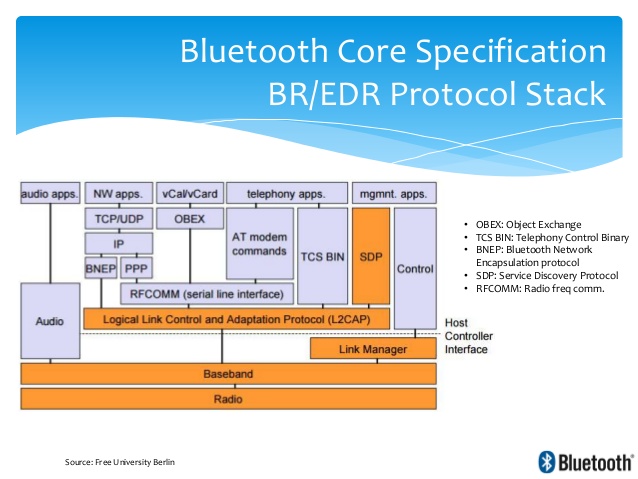 Bluetooth Core Specification
BR/EDR Protocol Stack
audio apps.
NW apps.
vCal/vCard
telephony apps.
mgmnt. apps.
TCP/UDP
OBEX
AT modem
commands
TCS BIN
SDP
Control
IP
BNEP
PPP
RFCOMM (serial line interface)
Audio
Logical Link Control and Adaptation Protocol (L2CAP)
Link Manager
Baseband
Radio
Host
Controller
Interface
• OBEX: Object Exchange
• TCS BIN: Telephony Control Binary
• BNEP: Bluetooth Network
Encapsulation protocol
• SDP: Service Discovery Protocol
• RFCOMM: Radio freq comm.
Source: Free University Berlin
Bluetooth®